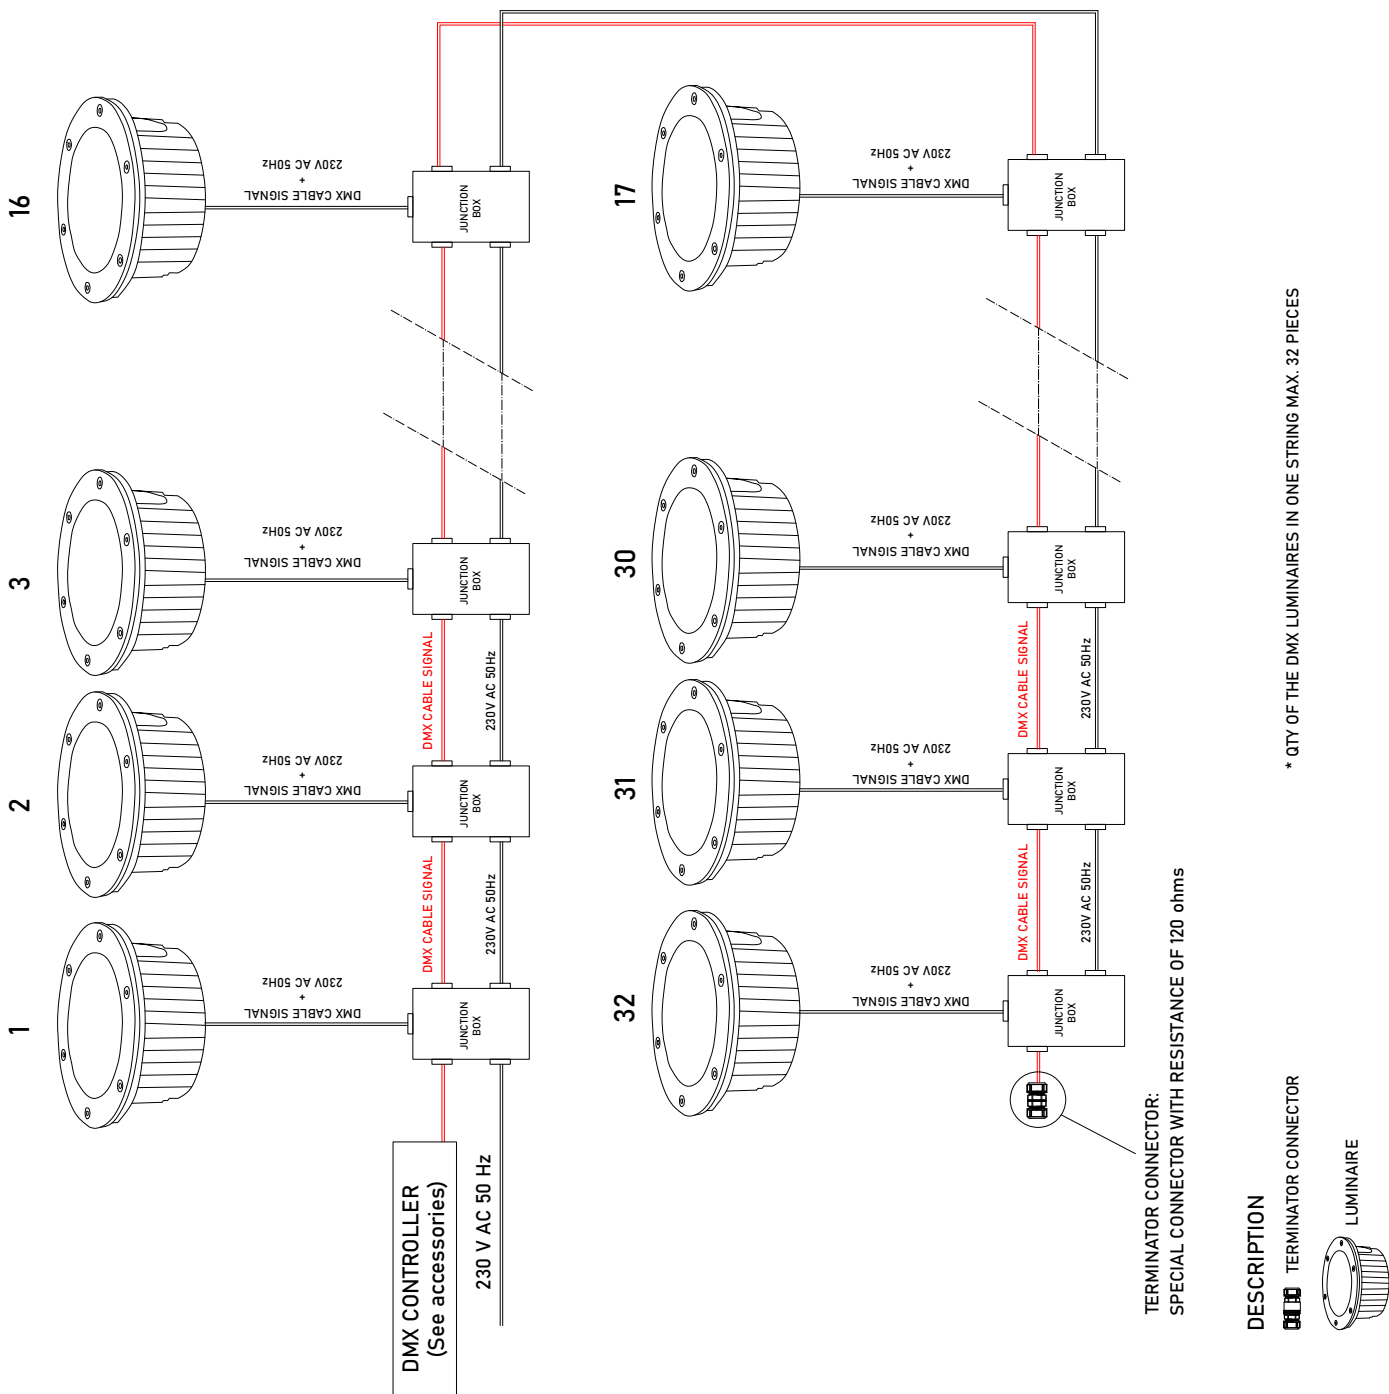 1
2
3
16
230V AC 50Hz
+
DMX CABLE SIGNAL
230V AC 50Hz
+
DMX CABLE SIGNAL
230V AC 50Hz
+
DMX CABLE SIGNAL
230V AC 50Hz
+
DMX CABLE SIGNAL
DMX CONTROLLER
(See accessories)
230 V AC 50 Hz
JUNCTION
BOX
DMX CABLE SIGNAL
230V AC 50Hz
JUNCTION
BOX
DMX CABLE SIGNAL
230V AC 50Hz
JUNCTION
BOX
JUNCTION
BOX
32
31
30
17
230V AC 50Hz
+
DMX CABLE SIGNAL
230V AC 50Hz
+
DMX CABLE SIGNAL
230V AC 50Hz
+
DMX CABLE SIGNAL
230V AC 50Hz
+
DMX CABLE SIGNAL
JUNCTION
BOX
DMX CABLE SIGNAL
230V AC 50Hz
JUNCTION
BOX
DMX CABLE SIGNAL
230V AC 50Hz
JUNCTION
BOX
JUNCTION
BOX
TERMINATOR CONNECTOR:
SPECIAL CONNECTOR WITH RESISTANCE OF 120 ohms
DESCRIPTION
TERMINATOR CONNECTOR
LUMINAIRE
* QTY OF THE DMX LUMINAIRES IN ONE STRING MAX. 32 PIECES